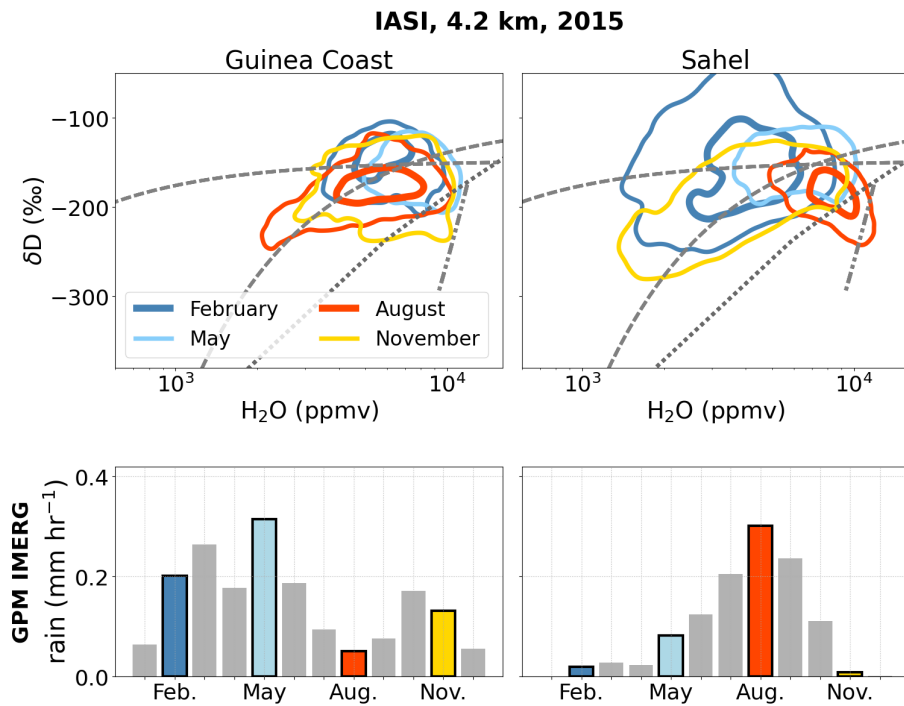 IASI, 4.2 km, 2015
Guinea Coast
Sahel
δD (‰)
−100
−200
−300
February
May
August
November
10³
10⁴
10³
10⁴
H₂O (ppmv)
H₂O (ppmv)
GPM IMERG
rain (mm hr⁻¹)
0.4
0.2
0.0
Feb.
May
Aug.
Nov.
Feb.
May
Aug.
Nov.